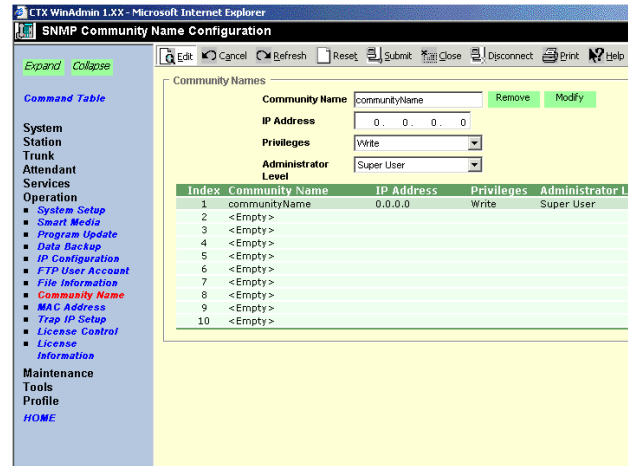 CTX WinAdmin 1.XX - Microsoft Internet Explorer
SNMP Community Name Configuration
Edit Cancel Refresh Reset Submit Close Disconnect Print Help
Expand Collapse
Command Table
System
Station
Trunk
Attendant
Services
Operation
System Setup
Smart Media
Program Update
Data Backup
IP Configuration
FTP User Account
File Information
Community Name
MAC Address
Trap IP Setup
License Control
License
Information
Maintenance
Tools
Profile
HOME
Community Names
Community Name communityName Remove Modify
IP Address 0. 0. 0. 0
Privileges Write
Administrator
Level Super User
Index Community Name IP Address Privileges Administrator L
1 communityName 0.0.0.0 Write Super User
2 <Empty>
3 <Empty>
4 <Empty>
5 <Empty>
6 <Empty>
7 <Empty>
8 <Empty>
9 <Empty>
10 <Empty>